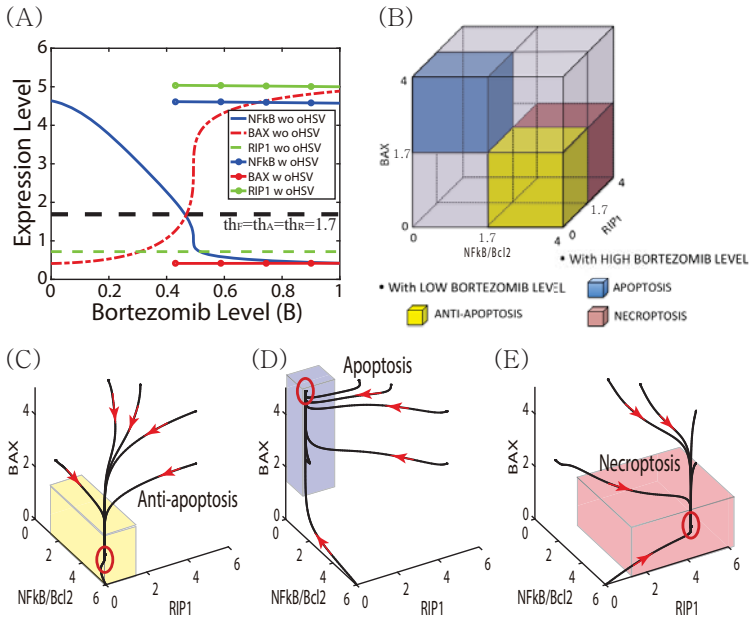 (A)
6
5
4
3
2
1
0
Expression Level
0
0.2
0.4
0.6
0.8
1
Bortezomib Level (B)
NFkB wo oHSV
BAX wo oHSV
RIP1 wo oHSV
NFkB w oHSV
BAX w oHSV
RIP1 w oHSV
thF=thA=thR=1.7
(B)
4
1.7
0
BAX
0
1.7
4
NFkB/Bcl2
0
1.7
4
RIP1
• With HIGH BORTEZOMIB LEVEL
• With LOW BORTEZOMIB LEVEL
APOPTOSIS
ANTI-APOPTOSIS
NECROPTOSIS
(C)
BAX
4
2
0
Anti-apoptosis
0
2
4
6
NFkB/Bcl2
0
2
4
6
RIP1
(D)
Apoptosis
BAX
4
2
0
0
2
4
6
NFkB/Bcl2
0
2
4
6
RIP1
(E)
BAX
4
2
0
Necroptosis
0
2
4
6
NFkB/Bcl2
0
2
4
6
RIP1